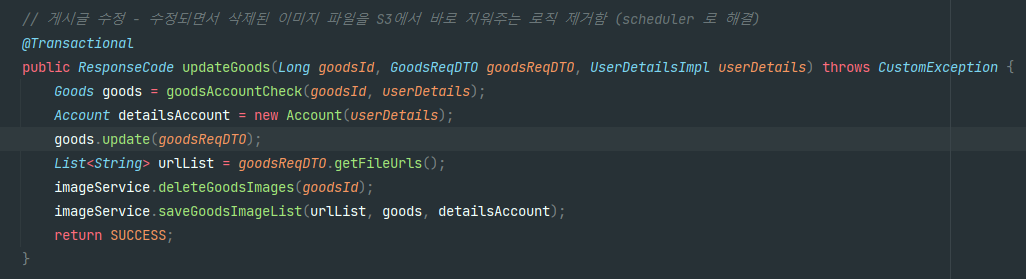 // 게시글 수정 - 수정되면서 삭제된 이미지 파일을 S3에서 바로 지워주는 로직 제거함 (scheduler 로 해결)
@Transactional
public ResponseCode updateGoods(Long goodsId, GoodsReqDTO goodsReqDTO, UserDetailsImpl userDetails) throws CustomException {
    Goods goods = goodsAccountCheck(goodsId, userDetails);
    Account detailsAccount = new Account(userDetails);
    goods.update(goodsReqDTO);
    List<String> urlList = goodsReqDTO.getFileUrls();
    imageService.deleteGoodsImages(goodsId);
    imageService.saveGoodsImageList(urlList, goods, detailsAccount);
    return SUCCESS;
}